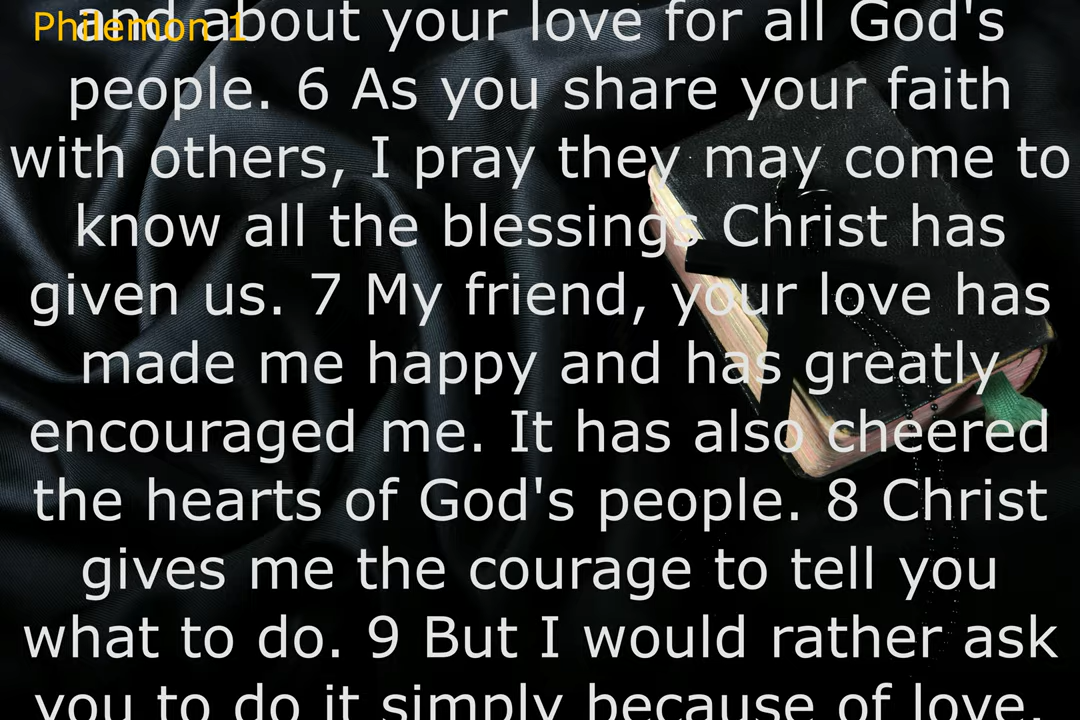 Philemon 1
and about your love for all God's
people. 6 As you share your faith
with others, I pray they may come to
know all the blessings Christ has
given us. 7 My friend, your love has
made me happy and has greatly
encouraged me. It has also cheered
the hearts of God's people. 8 Christ
gives me the courage to tell you
what to do. 9 But I would rather ask
you to do it simply because of love.